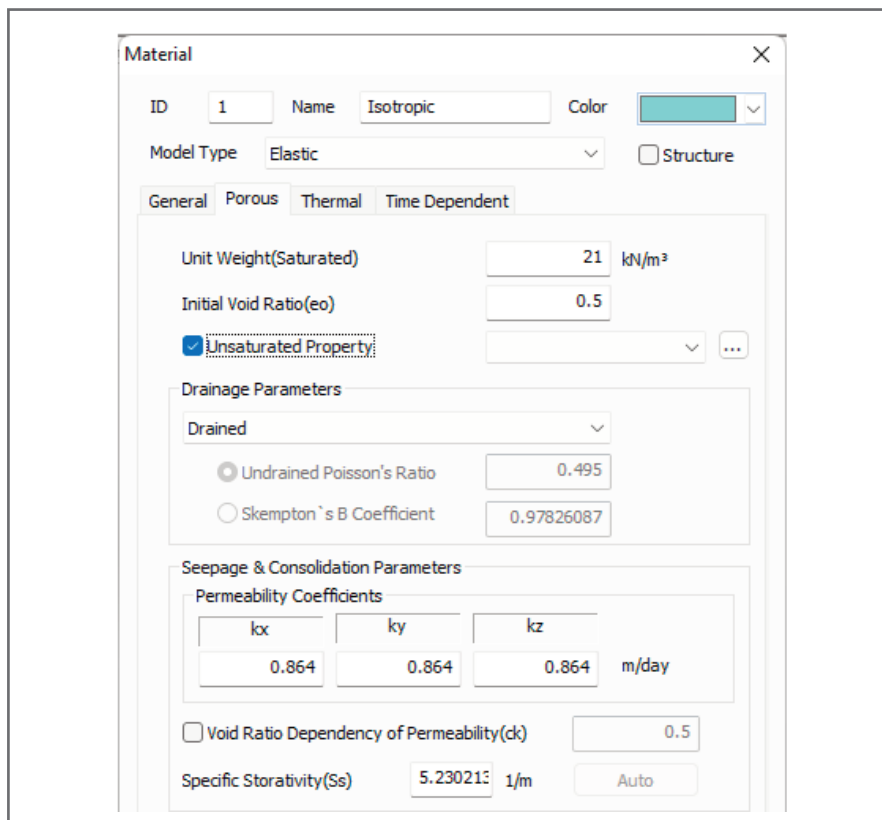 Material
ID 1 Name Isotropic Color
Model Type Elastic Structure
General Porous Thermal Time Dependent
Unit Weight(Saturated) 21 kN/m³
Initial Void Ratio(eo) 0.5
Unsaturated Property ...
Drainage Parameters
Drained
Undrained Poisson's Ratio 0.495
Skempton`s B Coefficient 0.97826087
Seepage & Consolidation Parameters
Permeability Coefficients
kx ky kz
0.864 0.864 0.864 m/day
Void Ratio Dependency of Permeability(ck) 0.5
Specific Storativity(Ss) 5.230213 1/m Auto